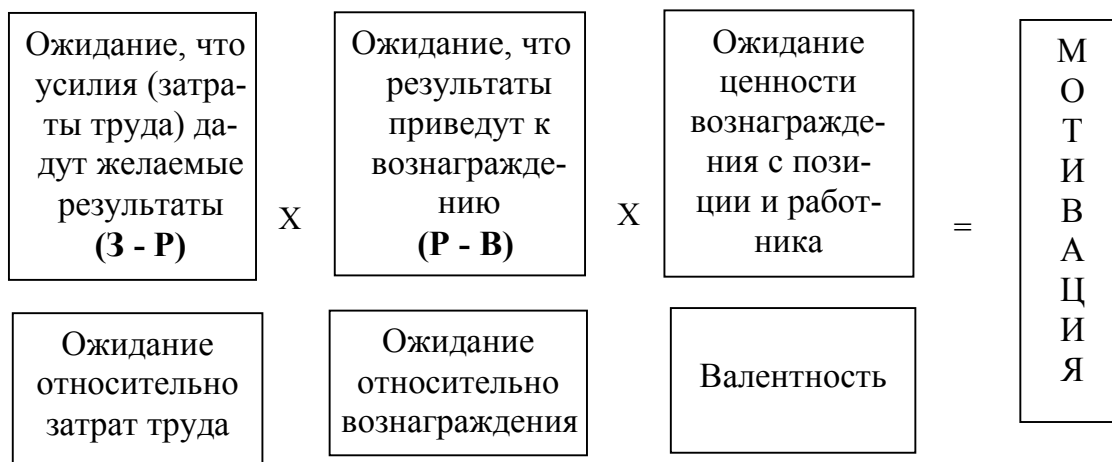 Ожидание, что
усилия (затра-
ты труда) да-
дут желаемые
результаты
(З - Р)
Х
Ожидание, что
результаты
приведут к
вознагражде-
нию
(Р - В)
Х
Ожидание
ценности
вознагражде-
ния с пози-
ции и работ-
ника
=
М
О
Т
И
В
А
Ц
И
Я
Ожидание
относительно
затрат труда
Ожидание
относительно
вознаграждения
Валентность